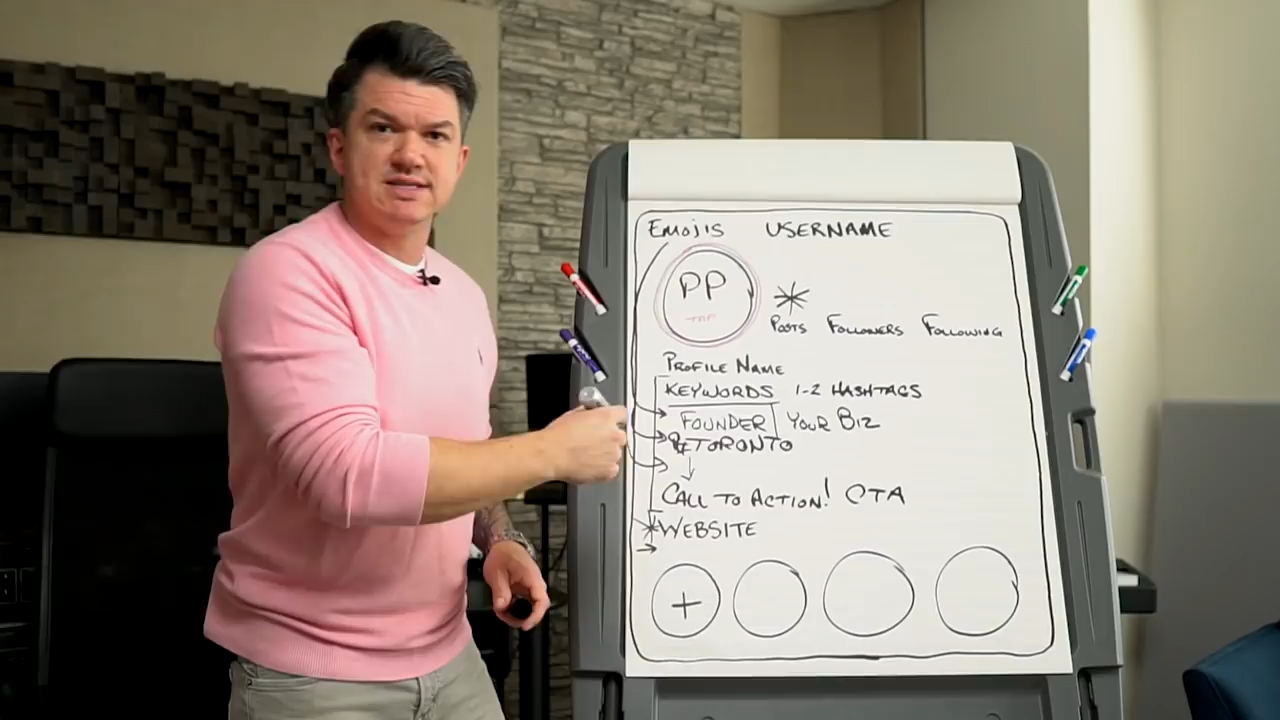 EMOJIS USERNAME
PP
POSTS FOLLOWERS FOLLOWING
PROFILE NAME
KEYWORDS 1-2 HASHTAGS
FOUNDER | YOUR BIZ
TORONTO
CALL TO ACTION! CTA
WEBSITE
+